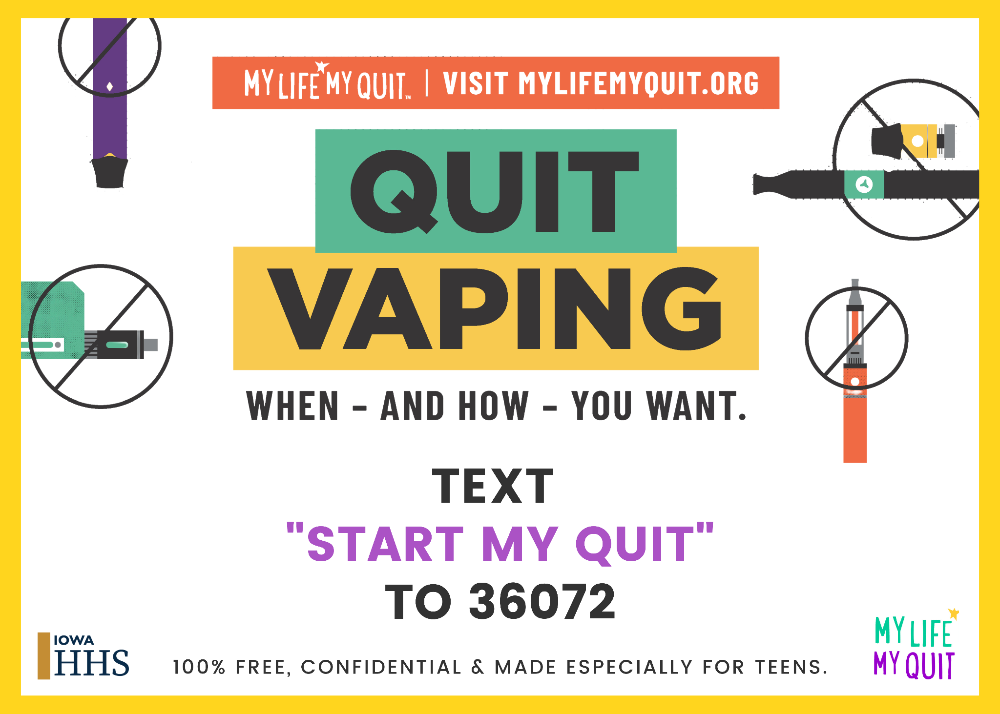 MY LIFE MY QUIT™ | VISIT MYLIFEMYQUIT.ORG
QUIT
VAPING
WHEN – AND HOW – YOU WANT.
TEXT
"START MY QUIT"
TO 36072
IOWA
HHS
100% FREE, CONFIDENTIAL & MADE ESPECIALLY FOR TEENS.
MY LIFE
MY QUIT